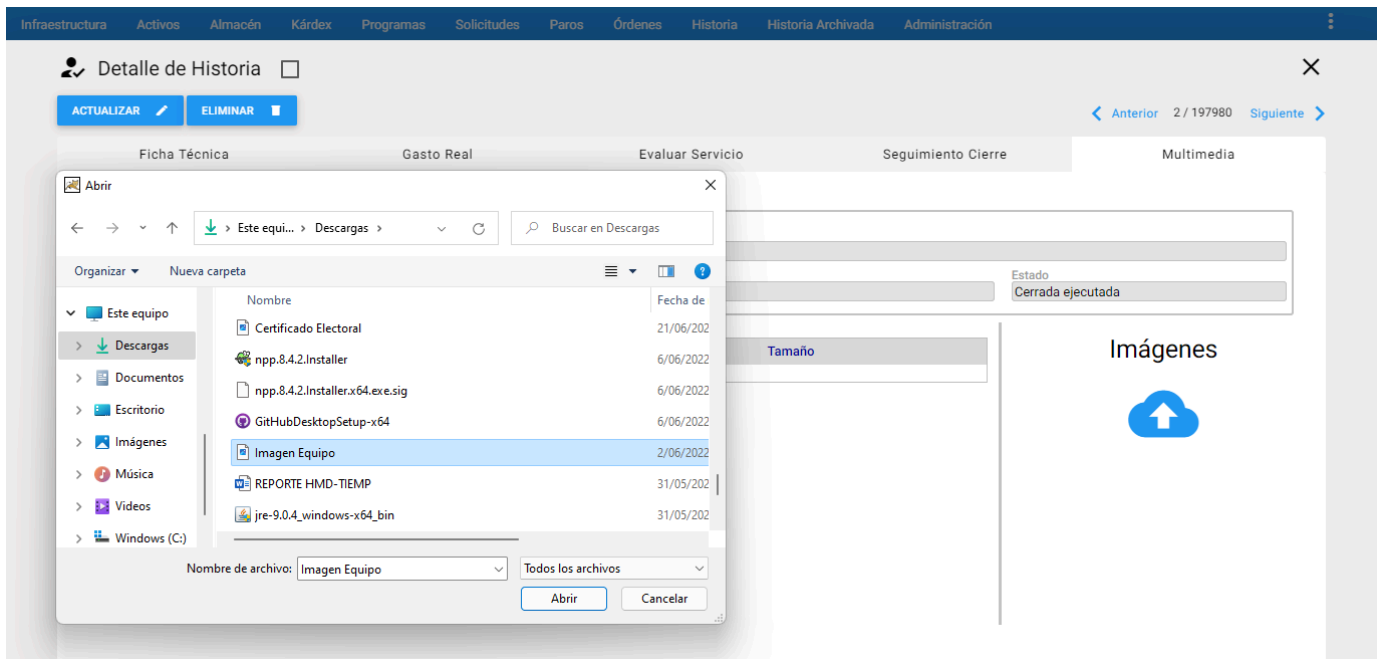 Infraestructura Activos Almacén Kárdex Programas Solicitudes Paros Órdenes Historia Historia Archivada Administración
Detalle de Historia
ACTUALIZAR ELIMINAR
Anterior 2 / 197980 Siguiente
Ficha Técnica Gasto Real Evaluar Servicio Seguimiento Cierre Multimedia
Abrir
Este equi... Descargas
Buscar en Descargas
Organizar Nueva carpeta
Estado
Cerrada ejecutada
Nombre Fecha de
Este equipo
Descargas
Documentos
Escritorio
Imágenes
Música
Videos
Windows (C:)
Certificado Electoral 21/06/202
npp.8.4.2.Installer 6/06/2022
npp.8.4.2.Installer.x64.exe.sig 6/06/2022
GitHubDesktopSetup-x64 6/06/2022
Imagen Equipo 2/06/2022
REPORTE HMD-TIEMP 31/05/202
jre-9.0.4_windows-x64_bin 31/05/202
Tamaño
Imágenes
Nombre de archivo: Imagen Equipo Todos los archivos
Abrir Cancelar